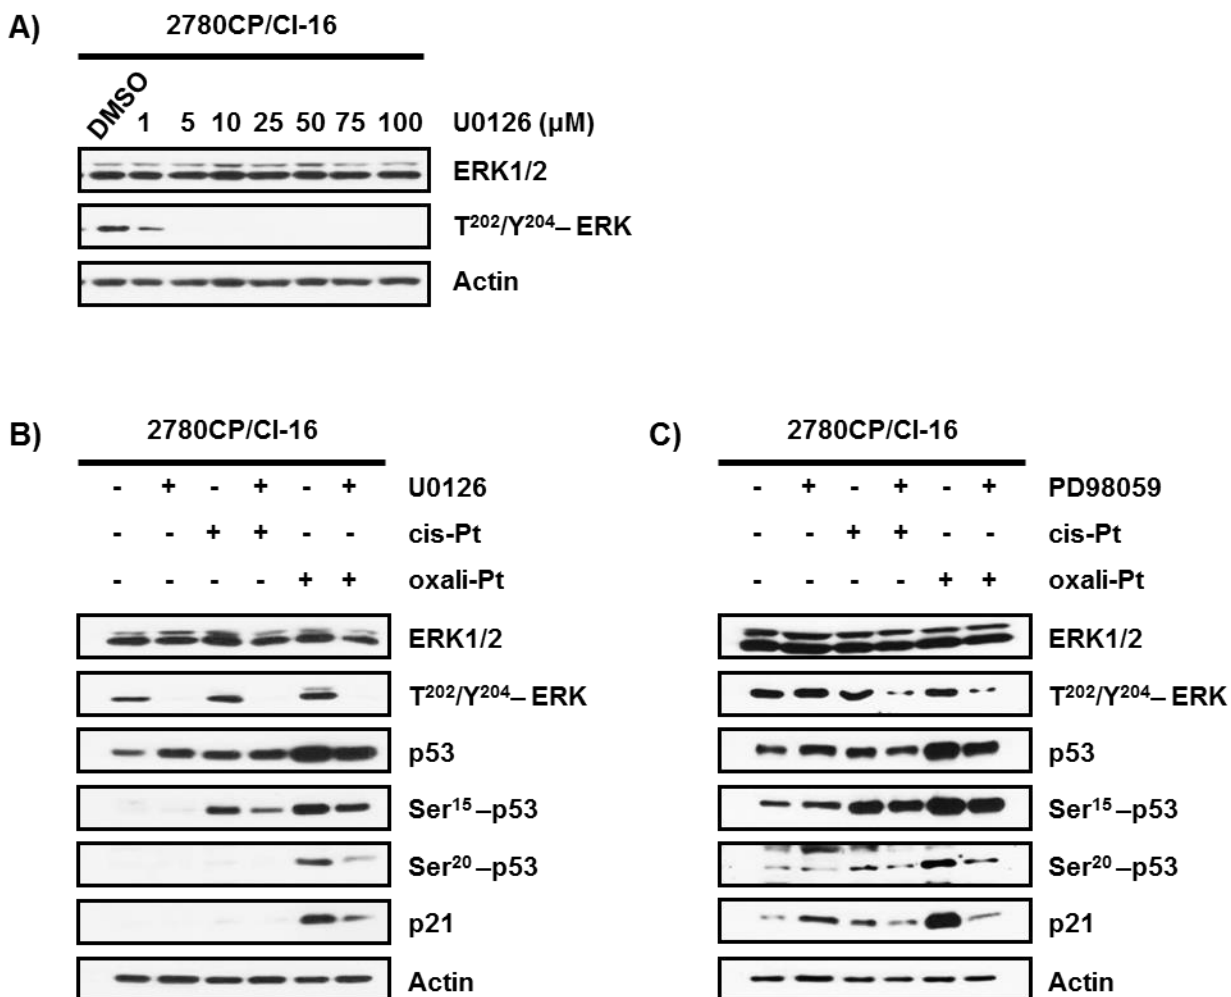 A)
2780CP/Cl-16
DMSO 1 5 10 25 50 75 100 U0126 (µM)
ERK1/2
T²⁰²/Y²⁰⁴– ERK
Actin
B)
2780CP/Cl-16
- + - + - + U0126
- - + + - - cis-Pt
- - - - + + oxali-Pt
ERK1/2
T²⁰²/Y²⁰⁴– ERK
p53
Ser¹⁵–p53
Ser²⁰–p53
p21
Actin
C)
2780CP/Cl-16
- + - + - + PD98059
- - + + - - cis-Pt
- - - - + + oxali-Pt
ERK1/2
T²⁰²/Y²⁰⁴– ERK
p53
Ser¹⁵–p53
Ser²⁰–p53
p21
Actin